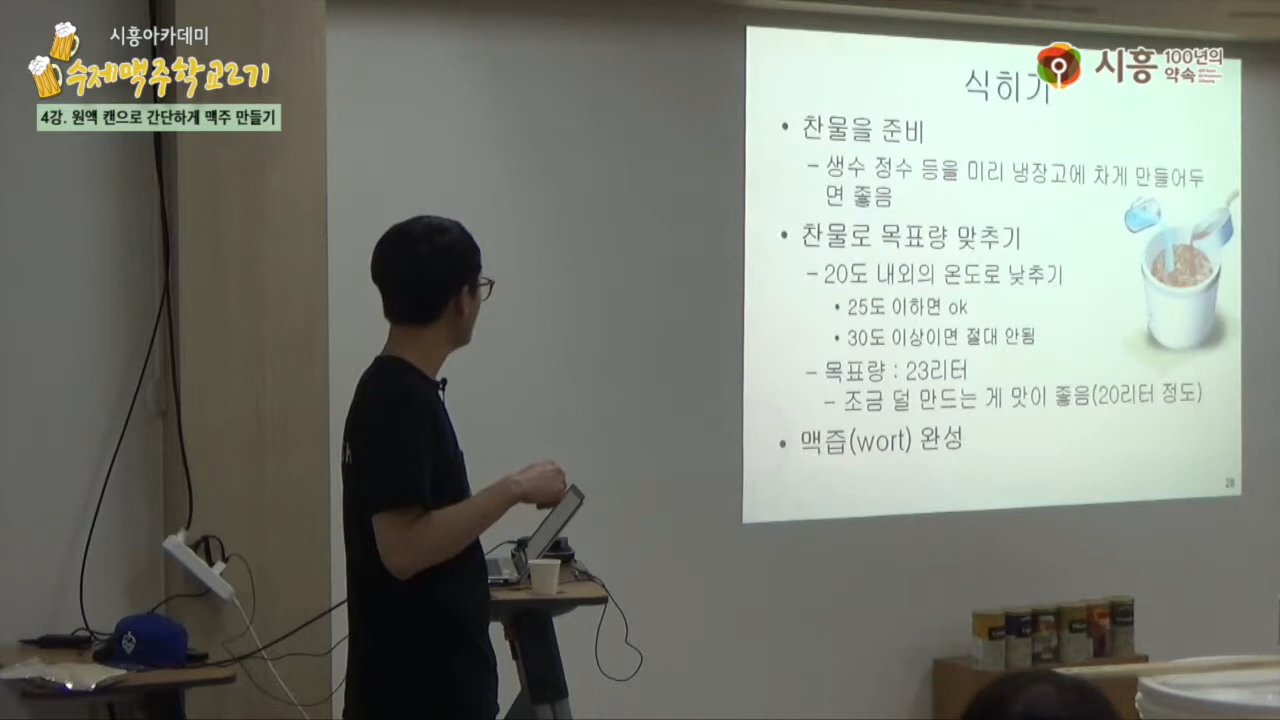 시흥아카데미
수제맥주학교2기
4강. 원액 캔으로 간단하게 맥주 만들기
시흥 100년의
약속
식히기
• 찬물을 준비
– 생수 정수 등을 미리 냉장고에 차게 만들어두
면 좋음
• 찬물로 목표량 맞추기
– 20도 내외의 온도로 낮추기
• 25도 이하면 ok
• 30도 이상이면 절대 안됨
– 목표량 : 23리터
– 조금 덜 만드는 게 맛이 좋음(20리터 정도)
• 맥즙(wort) 완성
28